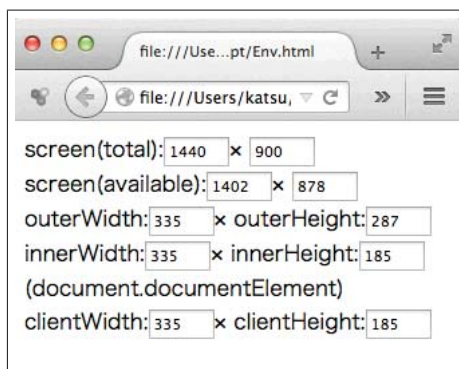 file:///Use...pt/Env.html
file:///Users/katsu,
screen(total): 1440 × 900
screen(available): 1402 × 878
outerWidth: 335 × outerHeight: 287
innerWidth: 335 × innerHeight: 185
(document.documentElement)
clientWidth: 335 × clientHeight: 185